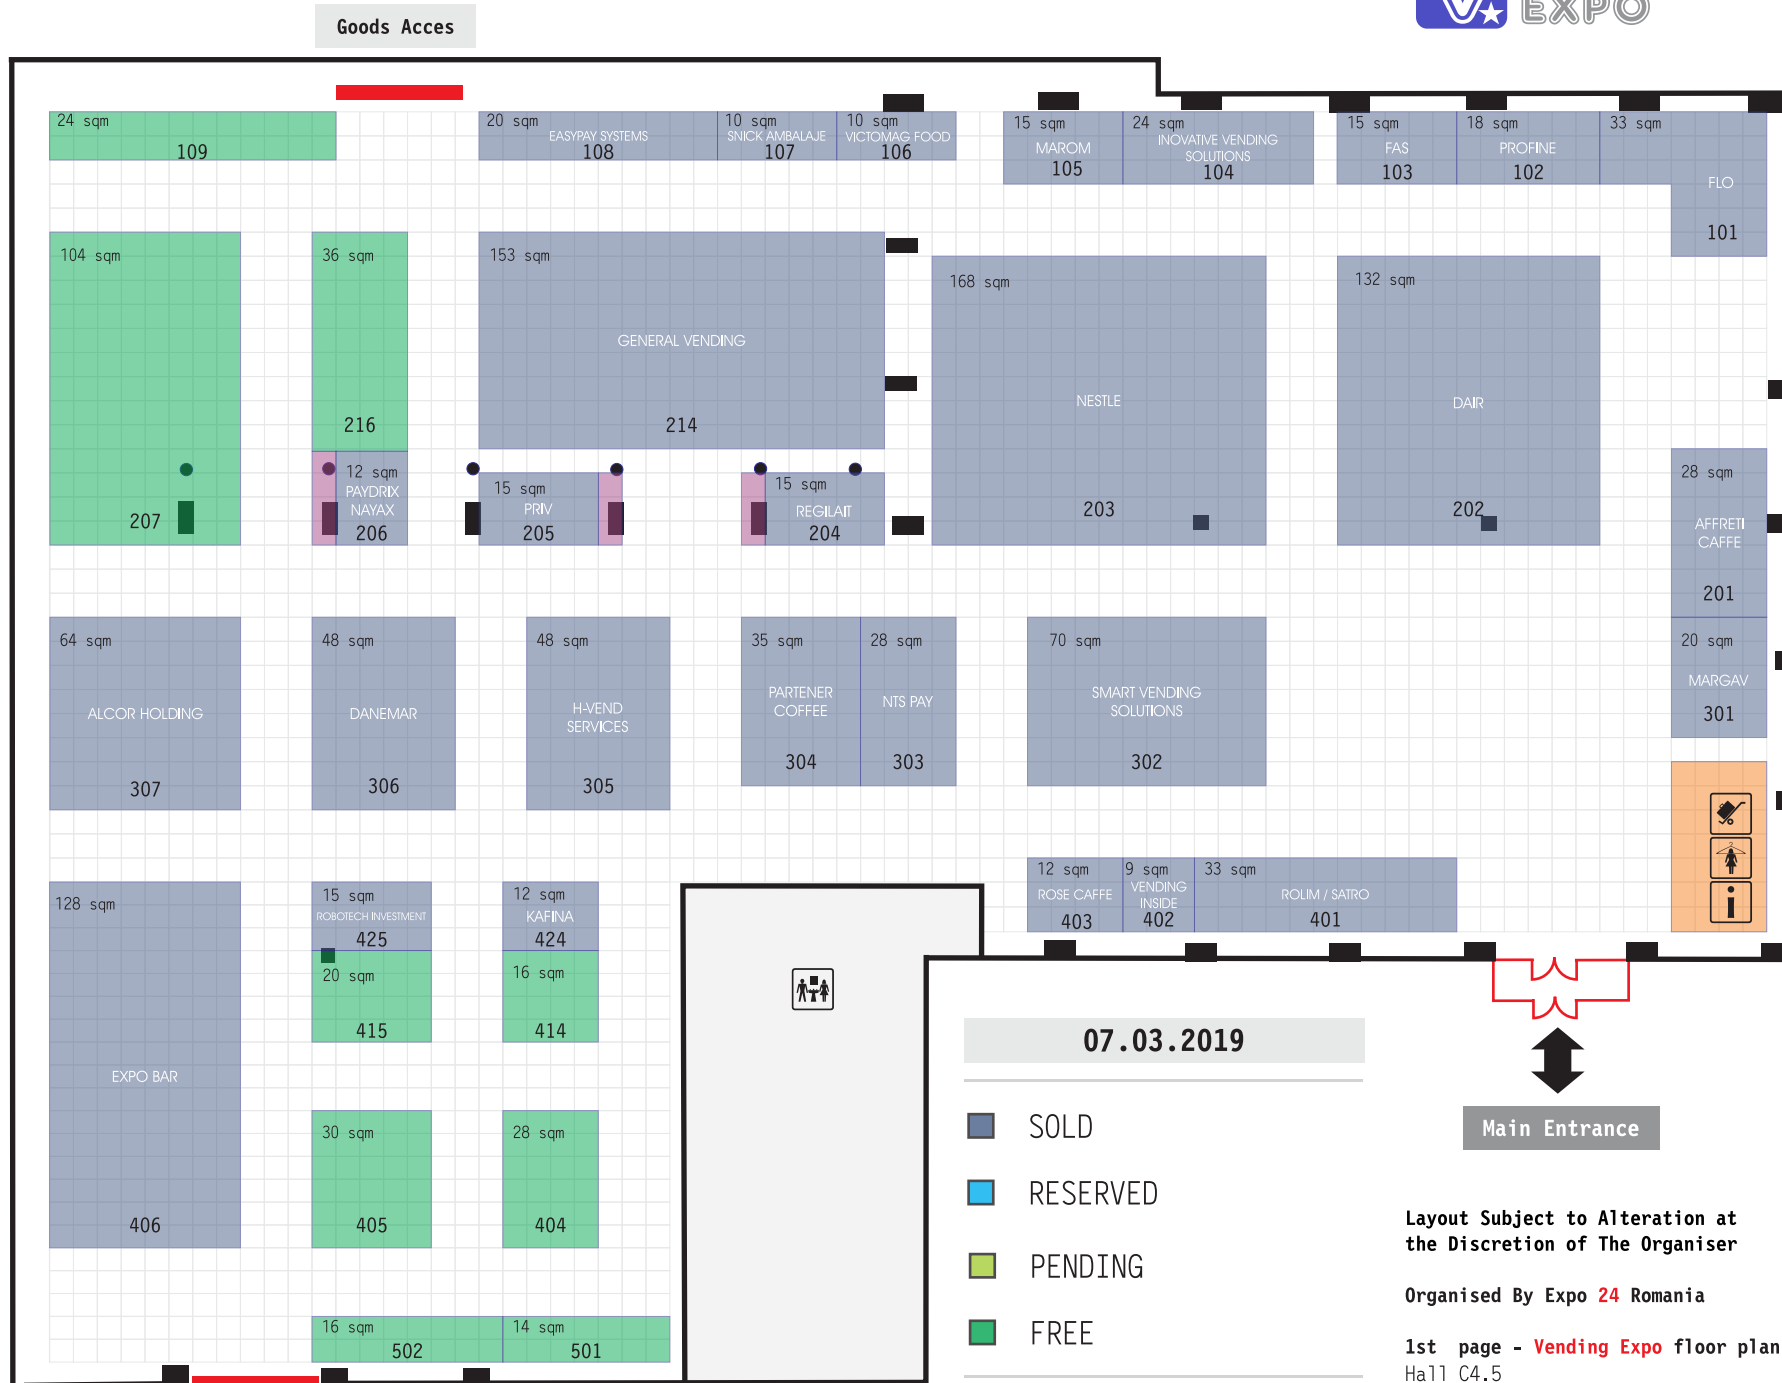 EXPO
Goods Acces
24 sqm
109
20 sqm
EASYPAY SYSTEMS
108
10 sqm
SNICK AMBALAJE
107
10 sqm
VICTOMAG FOOD
106
15 sqm
MAROM
105
24 sqm
INOVATIVE VENDING
SOLUTIONS
104
15 sqm
FAS
103
18 sqm
PROFINE
102
33 sqm
FLO
101
104 sqm
207
36 sqm
216
153 sqm
GENERAL VENDING
214
168 sqm
NESTLE
203
132 sqm
DAIR
202
12 sqm
PAYDRIX
NAYAX
206
15 sqm
PRIV
205
15 sqm
REGILAIT
204
28 sqm
AFFRETI
CAFFE
201
64 sqm
ALCOR HOLDING
307
48 sqm
DANEMAR
306
48 sqm
H-VEND
SERVICES
305
35 sqm
PARTENER
COFFEE
304
28 sqm
NTS PAY
303
70 sqm
SMART VENDING
SOLUTIONS
302
20 sqm
MARGAV
301
128 sqm
EXPO BAR
406
15 sqm
ROBOTECH INVESTMENT
425
12 sqm
KAFINA
424
20 sqm
415
16 sqm
414
12 sqm
ROSE CAFFE
403
9 sqm
VENDING
INSIDE
402
33 sqm
ROLIM / SATRO
401
30 sqm
405
28 sqm
404
16 sqm
502
14 sqm
501
07.03.2019
SOLD
RESERVED
PENDING
FREE
Main Entrance
Layout Subject to Alteration at
the Discretion of The Organiser
Organised By Expo 24 Romania
1st page - Vending Expo floor plan
Hall C4.5